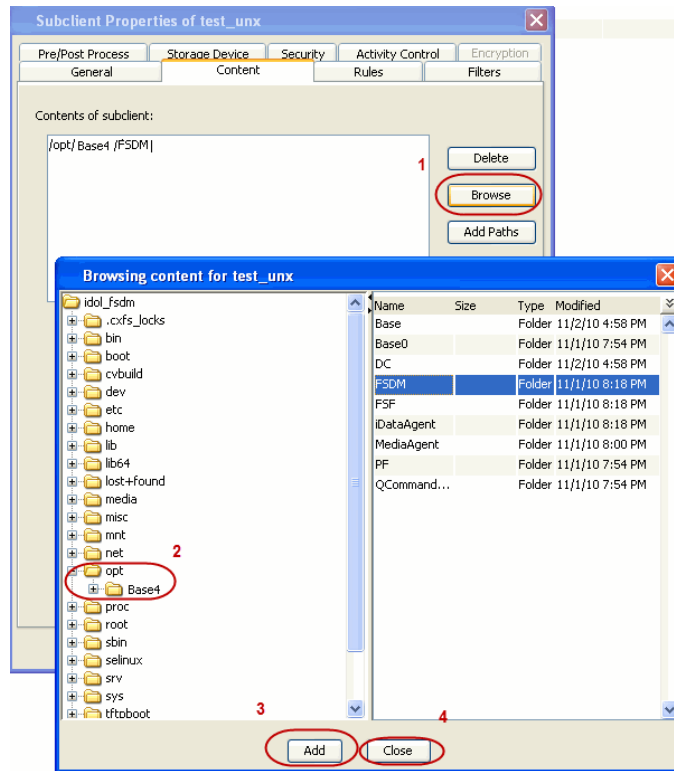 Subclient Properties of test_unx
Pre/Post Process Storage Device Security Activity Control Encryption
General Content Rules Filters
Contents of subclient:
/opt/ Base4 /FSDM
1
Delete
Browse
Add Paths
Browsing content for test_unx
idol_fsdm
.cxfs_locks
bin
boot
cvbuild
dev
etc
home
lib
lib64
lost+found
media
misc
mnt
net
2
opt
Base4
proc
root
sbin
selinux
srv
sys
tftpboot
Name Size Type Modified
Base Folder 11/2/10 4:58 PM
Base0 Folder 11/1/10 7:54 PM
DC Folder 11/2/10 4:58 PM
FSDM Folder 11/1/10 8:18 PM
FSF Folder 11/1/10 8:18 PM
iDataAgent Folder 11/1/10 8:18 PM
MediaAgent Folder 11/1/10 8:00 PM
PF Folder 11/1/10 7:54 PM
QCommand... Folder 11/1/10 7:54 PM
3
4
Add
Close